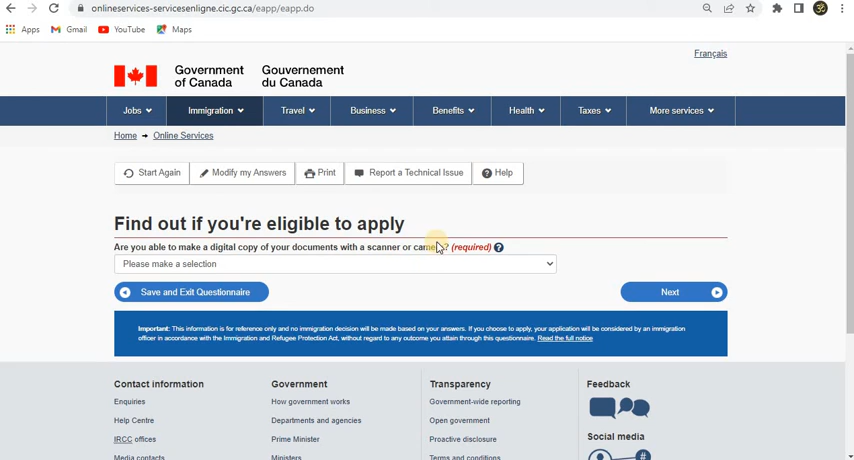 onlineservices-servicesenligne.cic.gc.ca/eapp/eapp.do
Apps Gmail YouTube Maps
Français
Government Gouvernement
of Canada du Canada
Jobs Immigration Travel Business Benefits Health Taxes More services
Home Online Services
Start Again Modify my Answers Print Report a Technical Issue Help
Find out if you're eligible to apply
Are you able to make a digital copy of your documents with a scanner or ? (required) ?
Please make a selection
Save and Exit Questionnaire Next
Important: This information is for reference only and no immigration decision will be made based on your answers. If you choose to apply, your application will be considered by an immigration
officer in accordance with the Immigration and Refugee Protection Act, without regard to any outcome you attain through this questionnaire. Read the full notice
Contact information Government Transparency Feedback
Enquiries How government works Government-wide reporting
Help Centre Departments and agencies Open government
Social media
IRCC offices Prime Minister Proactive disclosure
Media contacts Ministers Terms and conditions #